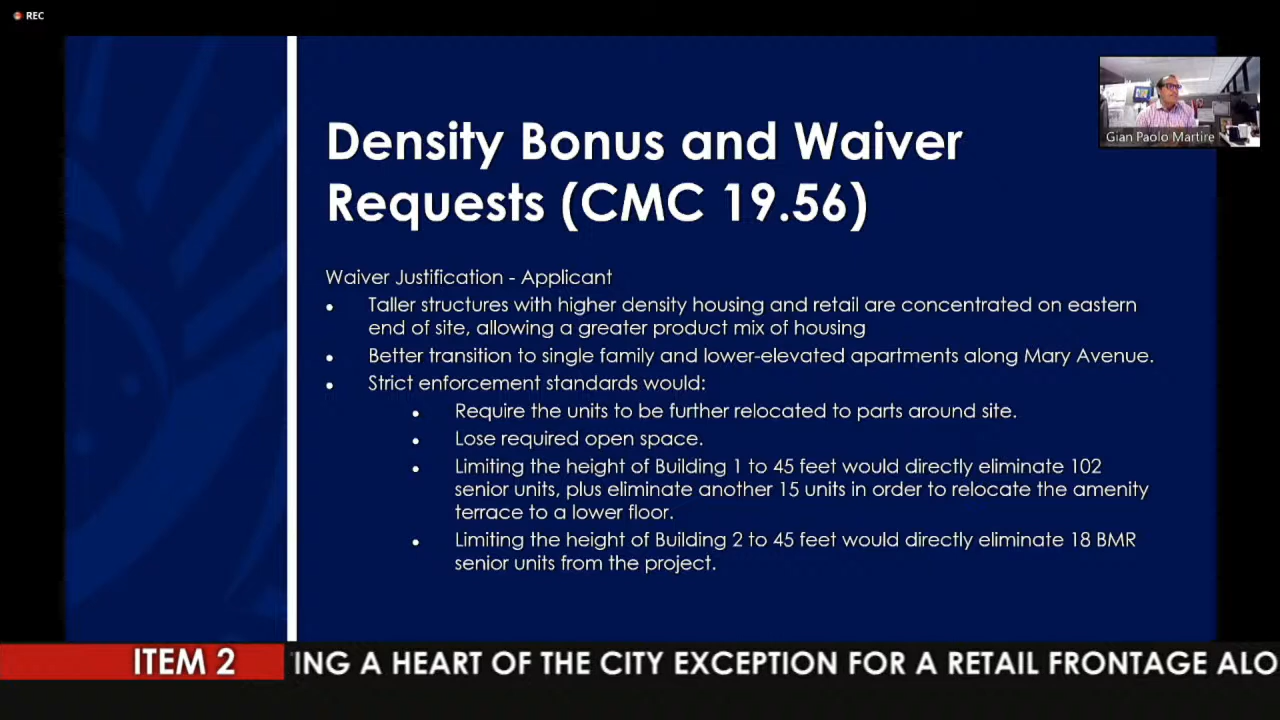 REC
Density Bonus and Waiver
Requests (CMC 19.56)
Gian Paolo Martire
Waiver Justification - Applicant
• Taller structures with higher density housing and retail are concentrated on eastern
end of site, allowing a greater product mix of housing
• Better transition to single family and lower-elevated apartments along Mary Avenue.
• Strict enforcement standards would:
• Require the units to be further relocated to parts around site.
• Lose required open space.
• Limiting the height of Building 1 to 45 feet would directly eliminate 102
senior units, plus eliminate another 15 units in order to relocate the amenity
terrace to a lower floor.
• Limiting the height of Building 2 to 45 feet would directly eliminate 18 BMR
senior units from the project.
ITEM 2
TING A HEART OF THE CITY EXCEPTION FOR A RETAIL FRONTAGE ALO